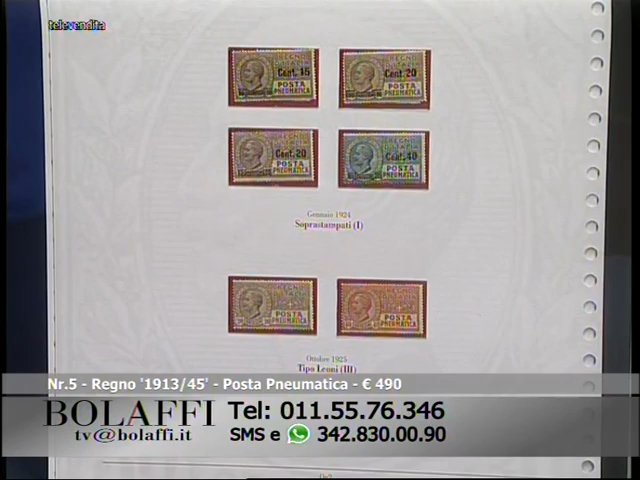 televendita
Cent. 15
POSTA
PNEUMATICA
Cent. 20
POSTA
PNEUMATICA
Cent. 20
POSTA
PNEUMATICA
Cent. 40
POSTA
PNEUMATICA
Gennaio 1924
Soprastampati (I)
POSTA
PNEUMATICA
POSTA
PNEUMATICA
Ottobre 1925
Tipo Leoni (III)
Nr.5 - Regno '1913/45' - Posta Pneumatica - € 490
BOLAFFI
tv@bolaffi.it
Tel: 011.55.76.346
SMS e 342.830.00.90